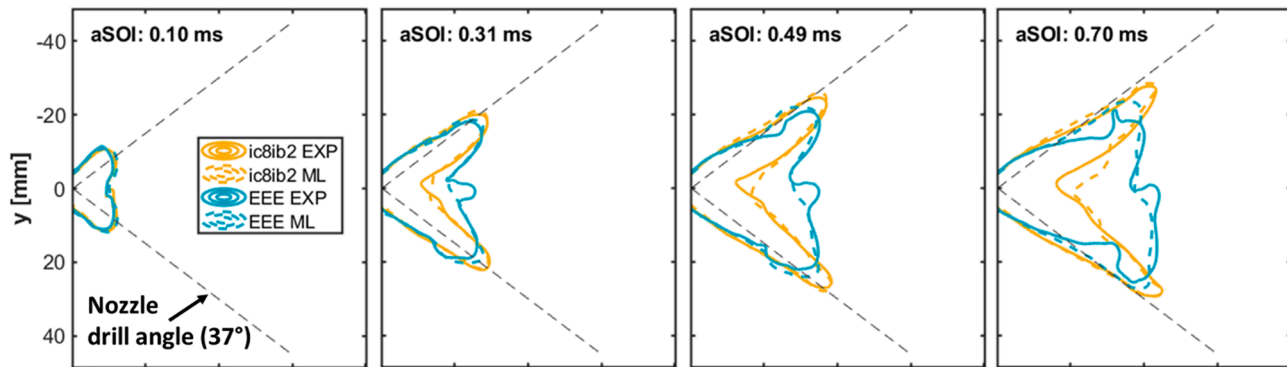 aSOI: 0.10 ms
aSOI: 0.31 ms
aSOI: 0.49 ms
aSOI: 0.70 ms
-40
-20
0
20
40
y [mm]
ic8ib2 EXP
ic8ib2 ML
EEE EXP
EEE ML
Nozzle
drill angle (37°)